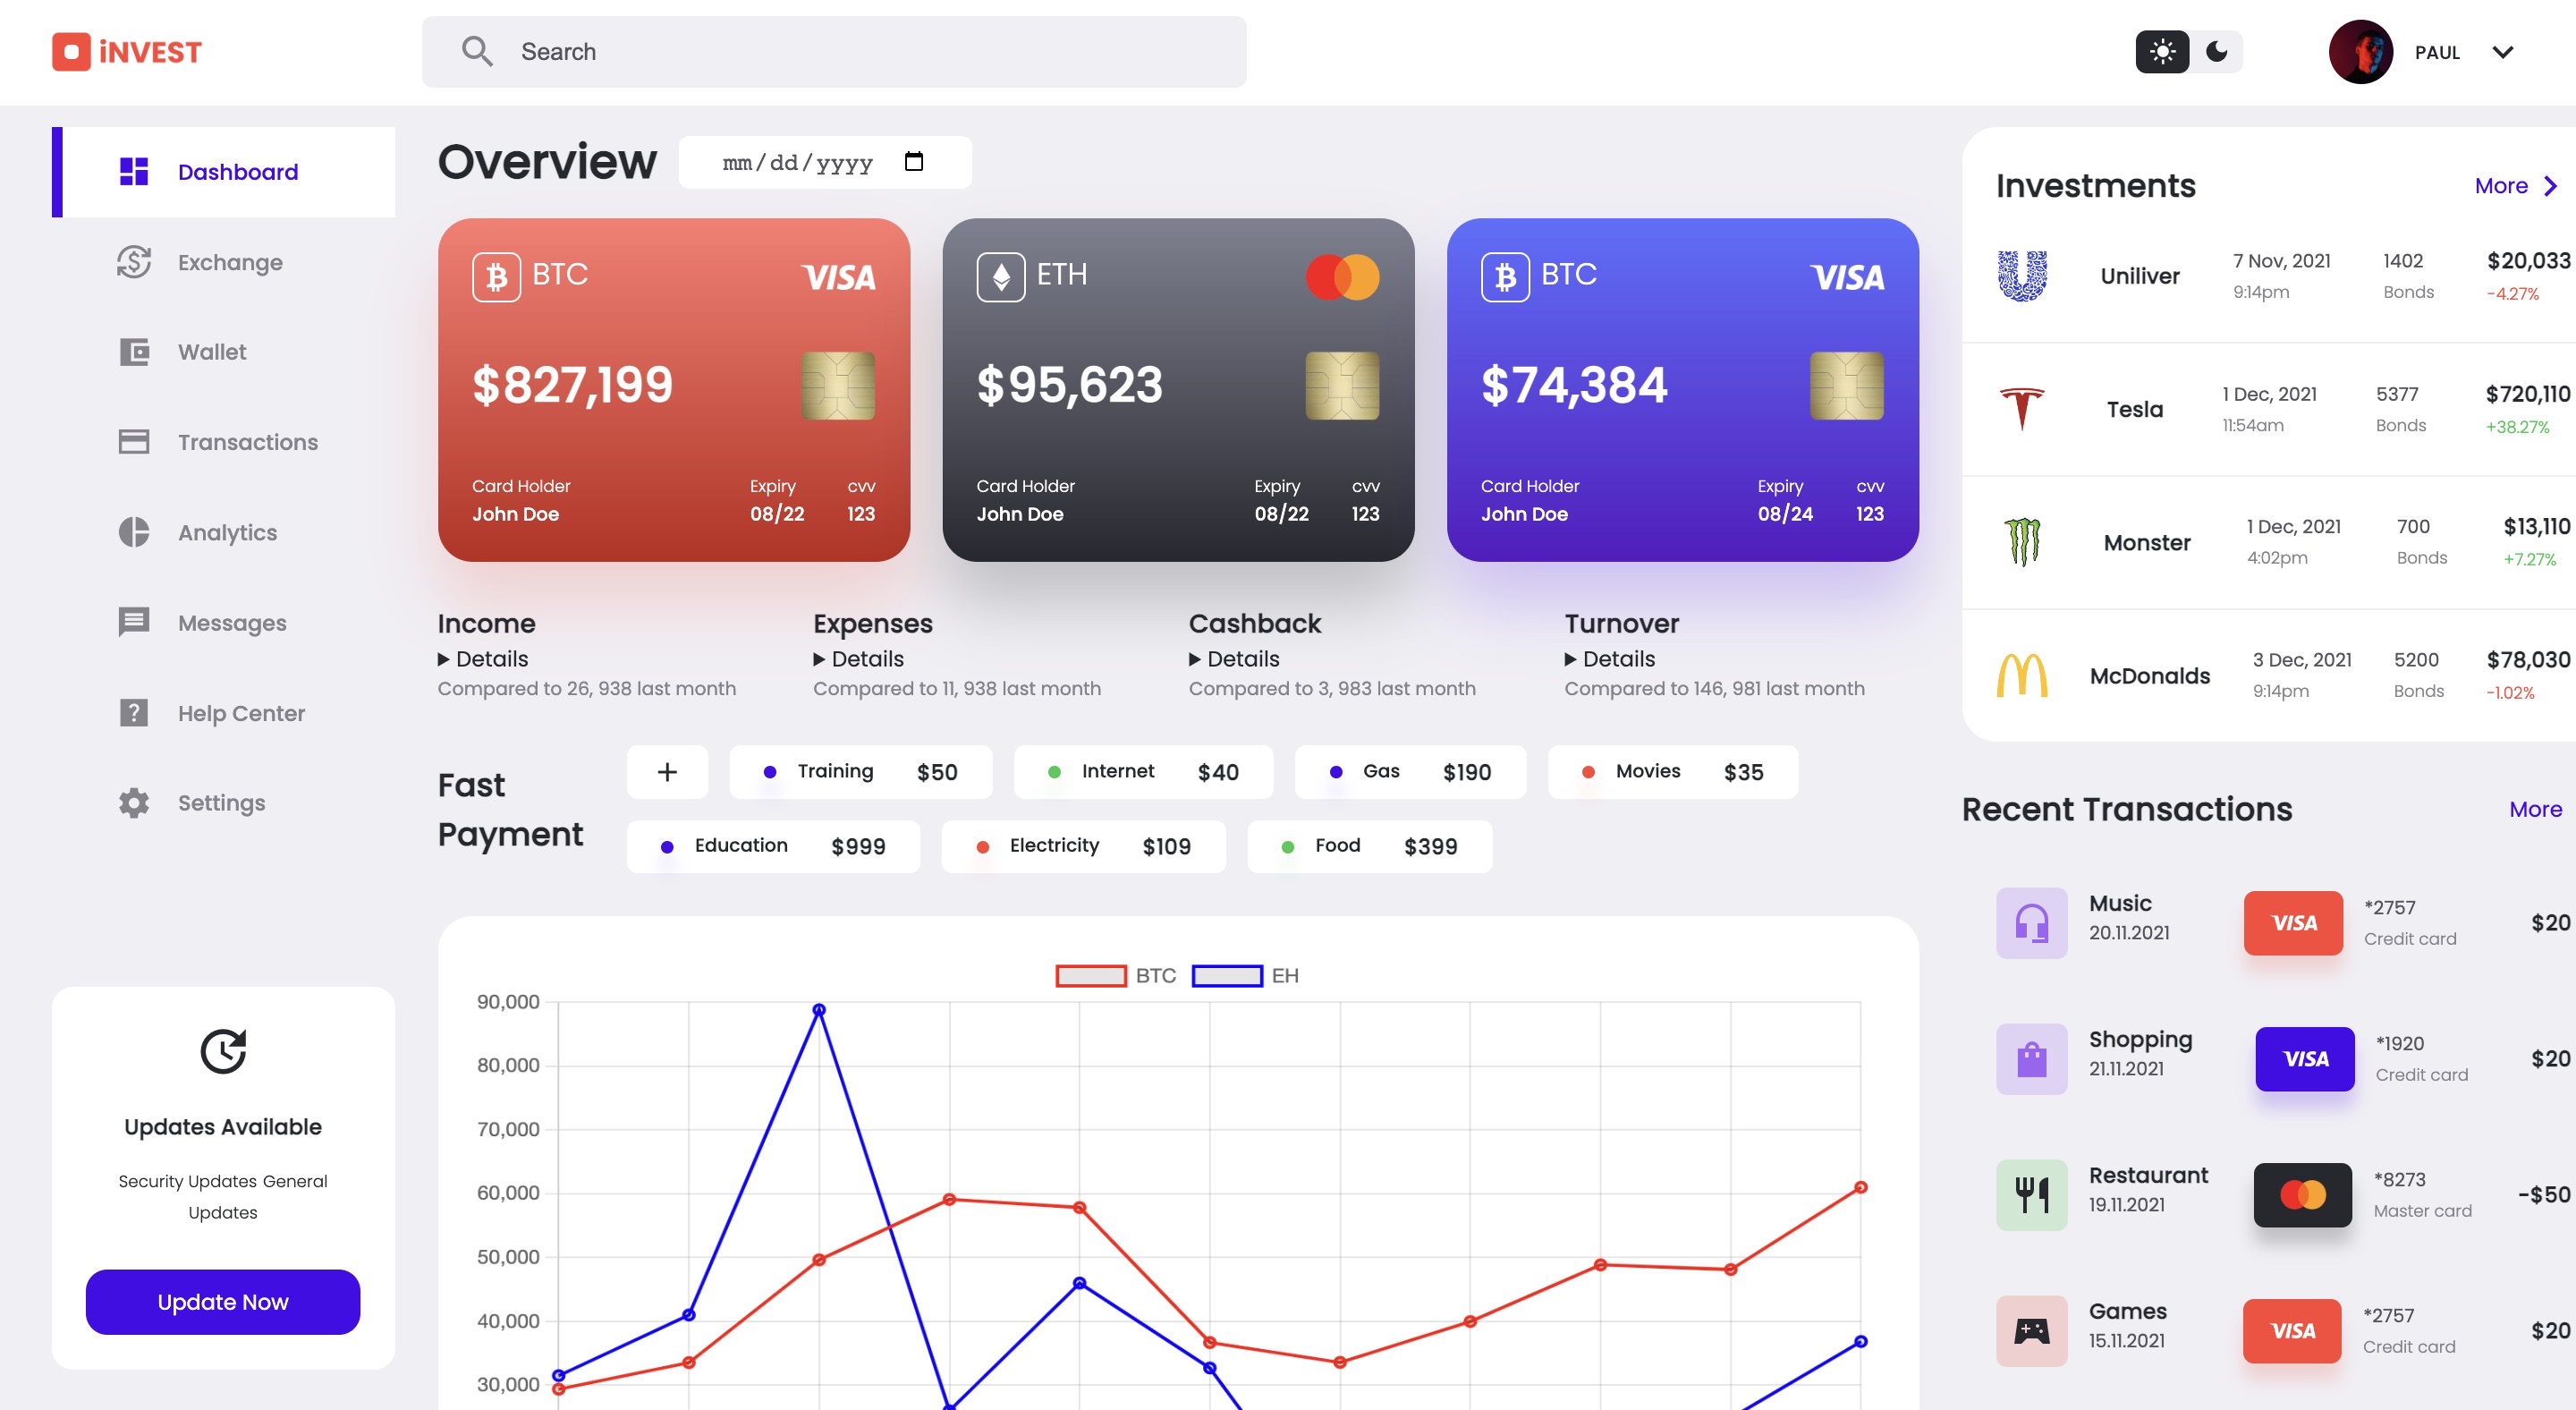 iNVEST
Search
PAUL
Dashboard
Exchange
Wallet
Transactions
Analytics
Messages
Help Center
Settings
Updates Available
Security Updates General
Updates
Update Now
Overview
mm/dd/yyyy
BTC
VISA
$827,199
Card Holder Expiry cvv
John Doe 08/22 123
ETH
$95,623
Card Holder Expiry cvv
John Doe 08/22 123
BTC
VISA
$74,384
Card Holder Expiry cvv
John Doe 08/24 123
Income
Details
Compared to 26, 938 last month
Expenses
Details
Compared to 11, 938 last month
Cashback
Details
Compared to 3, 983 last month
Turnover
Details
Compared to 146, 981 last month
Fast
Payment
+
Training $50
Internet $40
Gas $190
Movies $35
Education $999
Electricity $109
Food $399
BTC EH
90,000
80,000
70,000
60,000
50,000
40,000
30,000
Investments More
Uniliver
7 Nov, 2021
9:14pm
1402
Bonds
$20,033
-4.27%
Tesla
1 Dec, 2021
11:54am
5377
Bonds
$720,110
+38.27%
Monster
1 Dec, 2021
4:02pm
700
Bonds
$13,110
+7.27%
McDonalds
3 Dec, 2021
9:14pm
5200
Bonds
$78,030
-1.02%
Recent Transactions More
Music
20.11.2021
VISA
*2757
Credit card
$20
Shopping
21.11.2021
VISA
*1920
Credit card
$20
Restaurant
19.11.2021
*8273
Master card
-$50
Games
15.11.2021
VISA
*2757
Credit card
$20